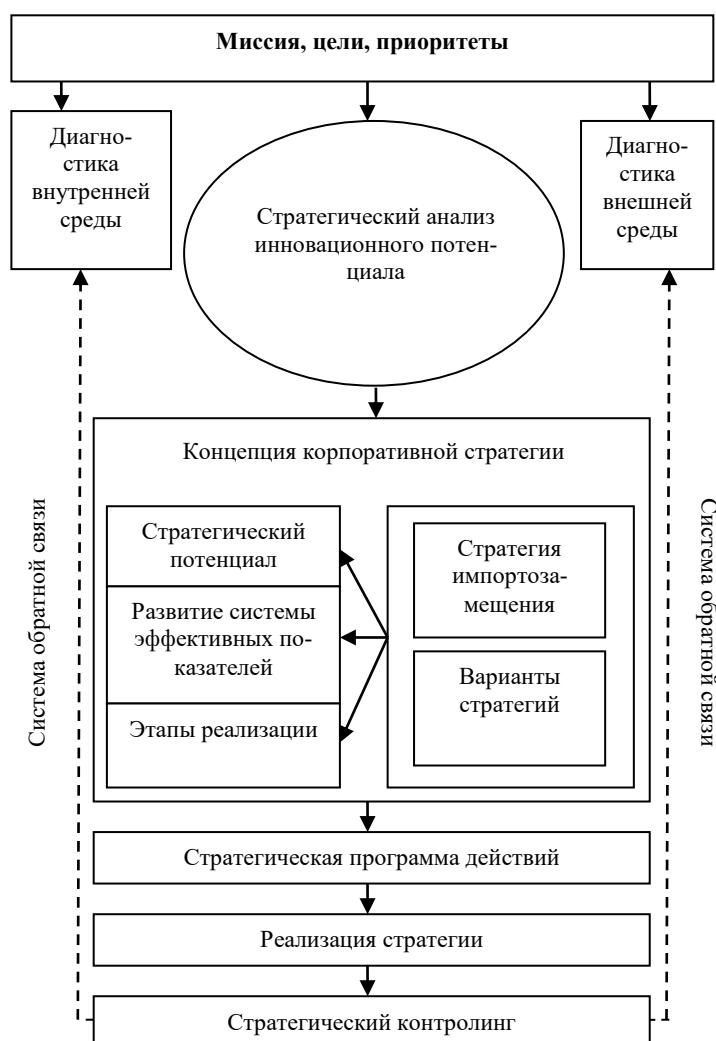 Миссия, цели, приоритеты
Диагно-
стика
внутренней
среды
Стратегический анализ
инновационного потен-
циала
Диагно-
стика
внешней
среды
Система обратной связи
Система обратной связи
Концепция корпоративной стратегии
Стратегический
потенциал
Развитие системы
эффективных по-
казателей
Этапы реализации
Стратегия
импортоза-
мещения
Варианты
стратегий
Стратегическая программа действий
Реализация стратегии
Стратегический контролинг